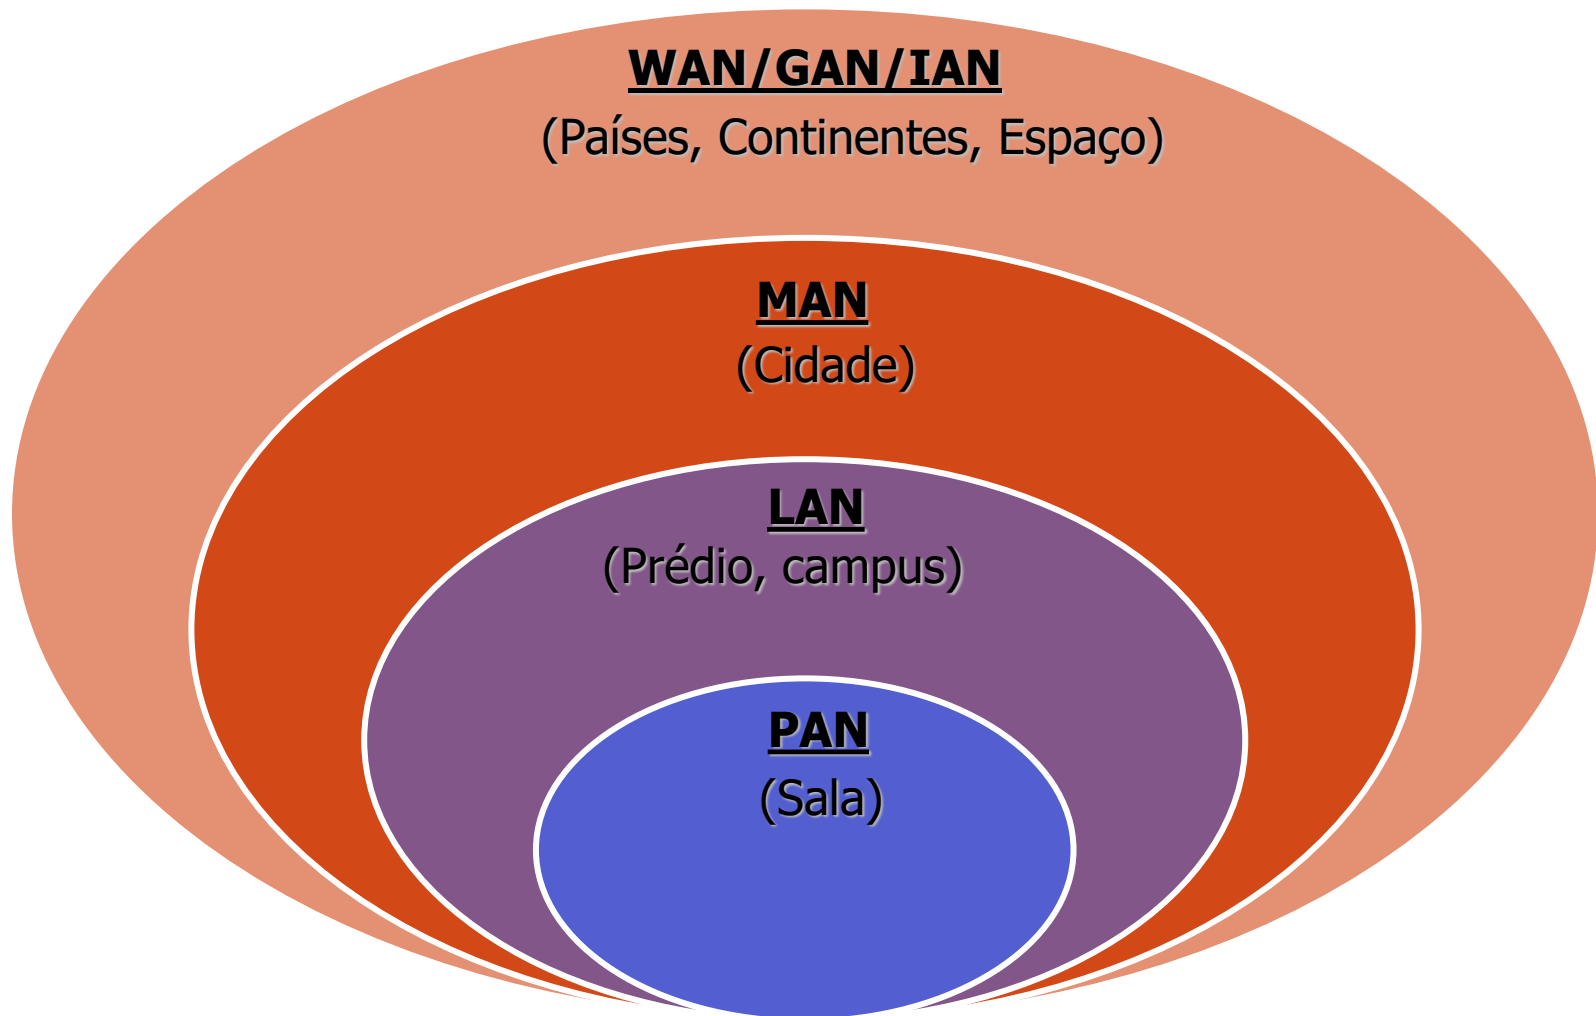 WAN/GAN/IAN
(Países, Continentes, Espaço)
MAN
(Cidade)
LAN
(Prédio, campus)
PAN
(Sala)